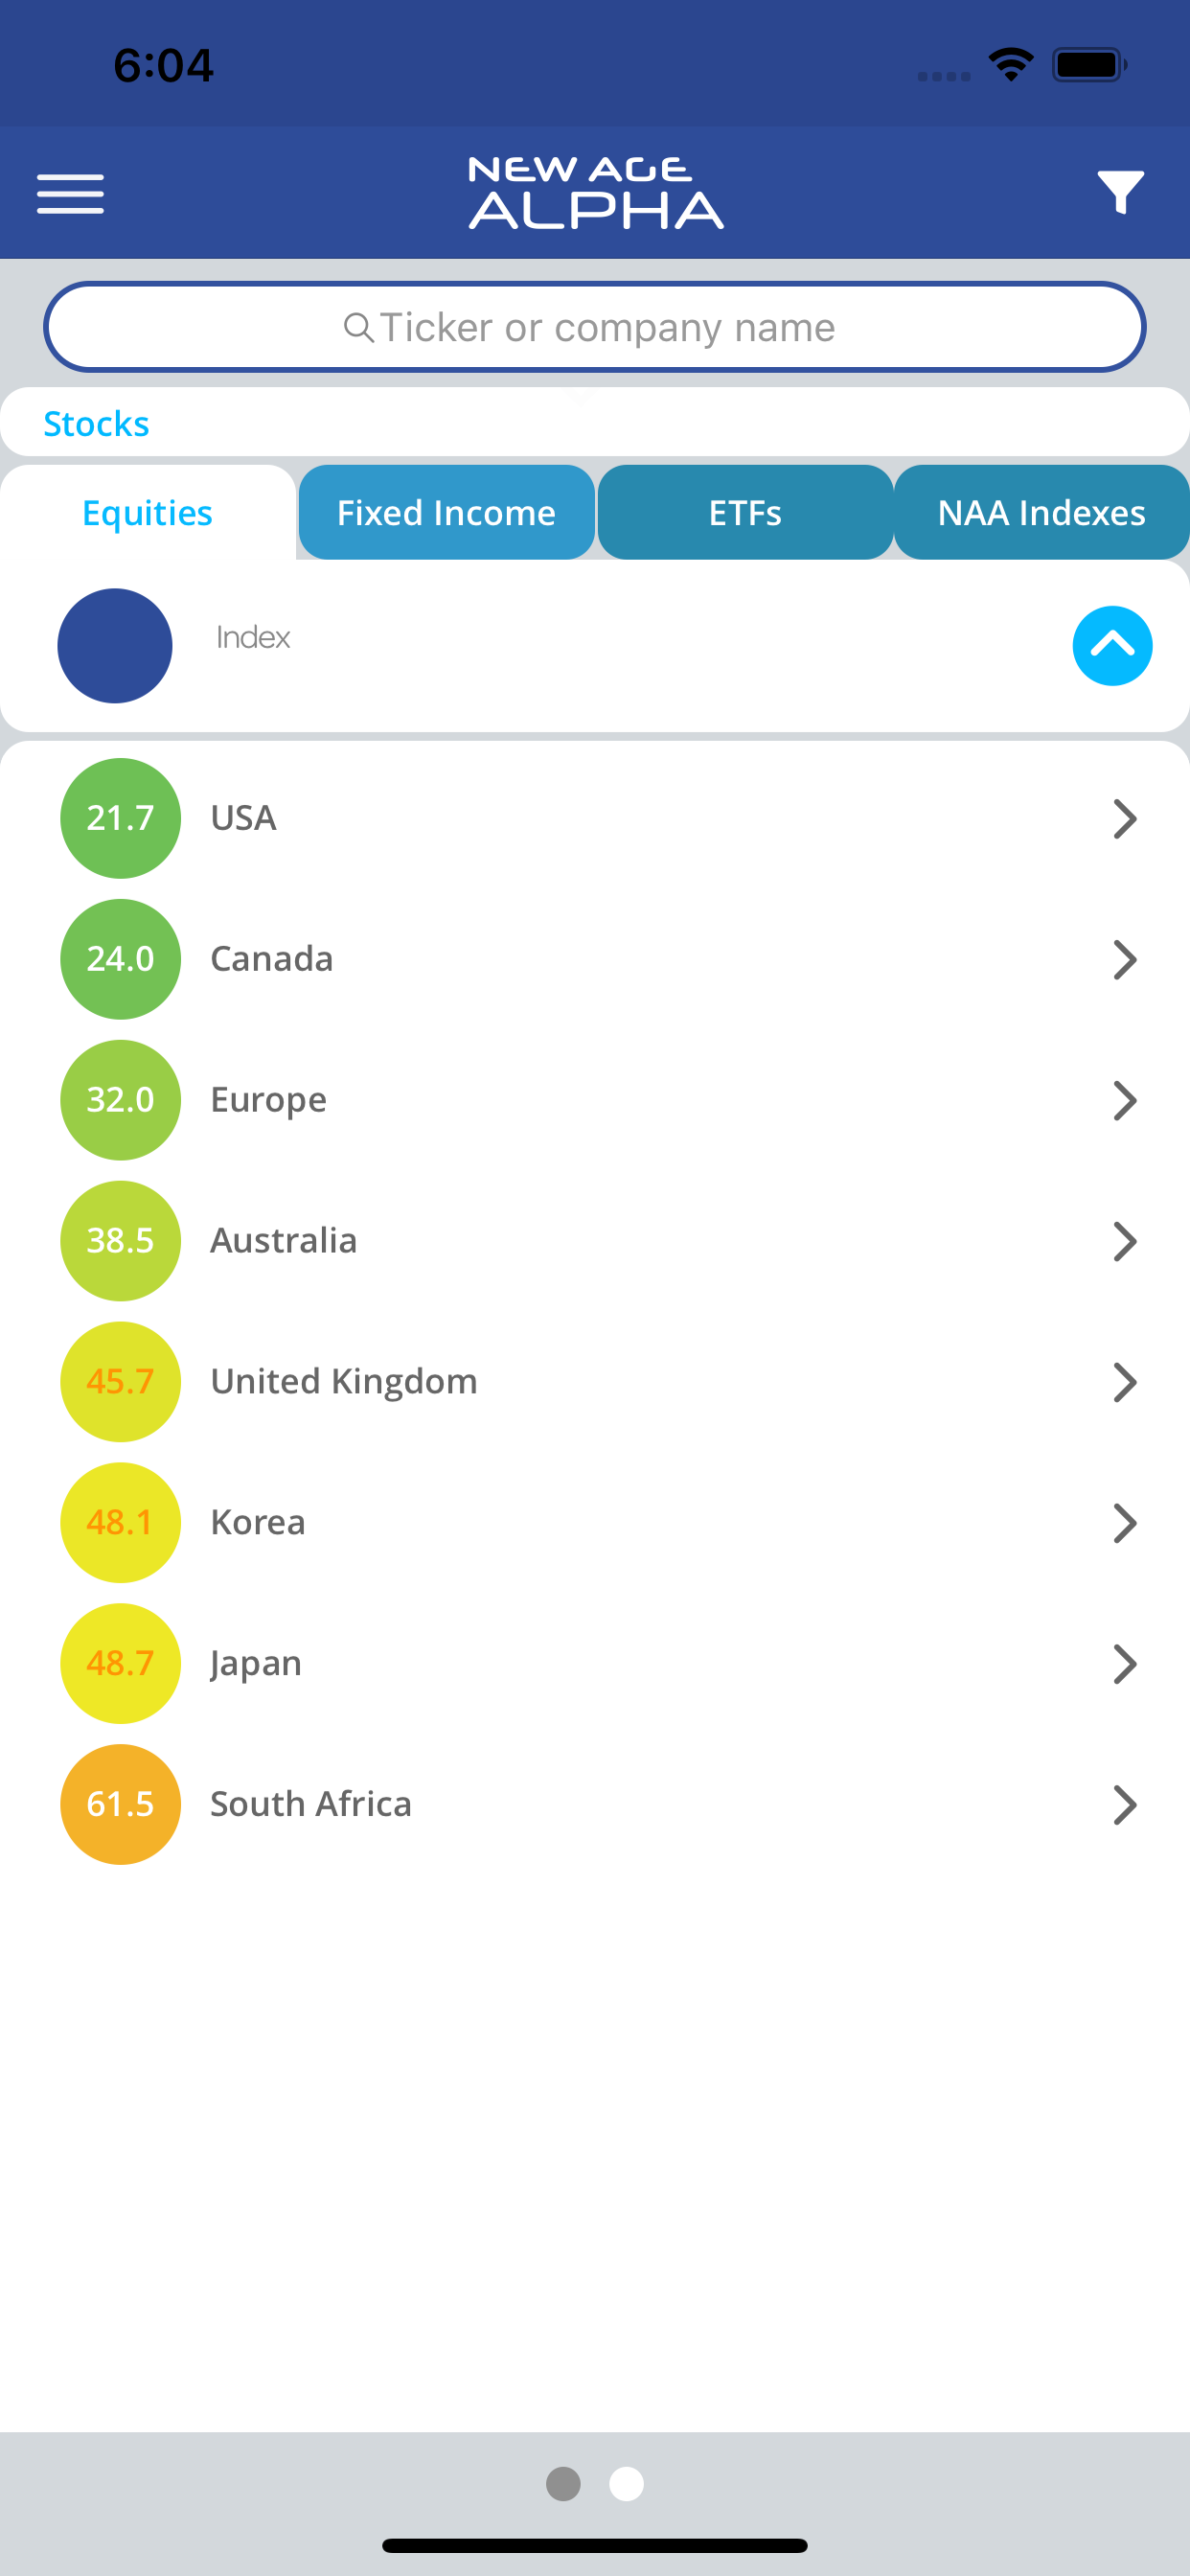 6:04
NEW AGE
ALPHA
Ticker or company name
Stocks
Equities Fixed Income ETFs NAA Indexes
Index
21.7 USA
24.0 Canada
32.0 Europe
38.5 Australia
45.7 United Kingdom
48.1 Korea
48.7 Japan
61.5 South Africa